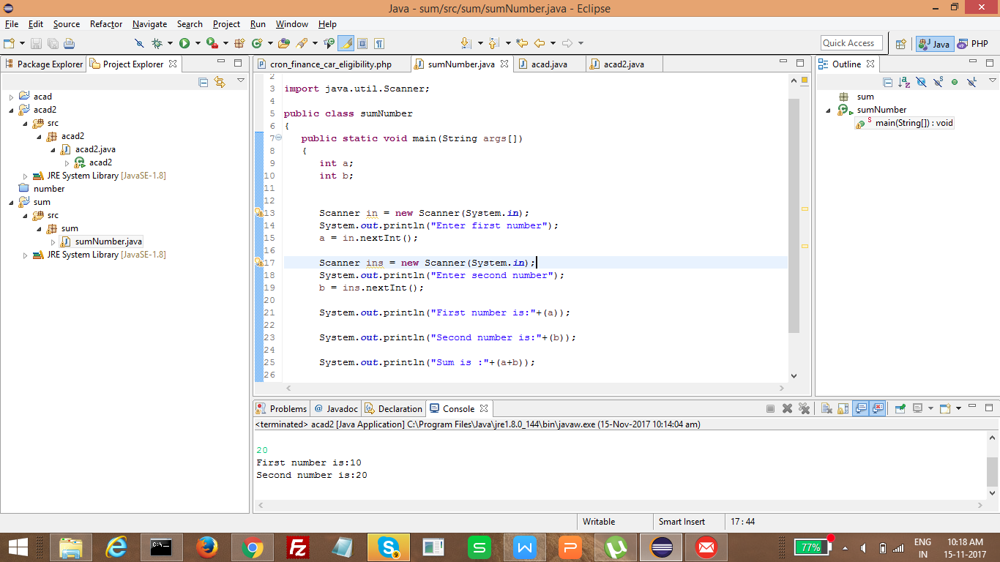 Java - sum/src/sum/sumNumber.java - Eclipse
File Edit Source Refactor Navigate Search Project Run Window Help
Quick Access Java PHP
Package Explorer Project Explorer
acad
acad2
src
acad2
acad2.java
acad2
JRE System Library [JavaSE-1.8]
number
sum
src
sum
sumNumber.java
JRE System Library [JavaSE-1.8]
cron_finance_car_eligibility.php sumNumber.java acad.java acad2.java
2
3 import java.util.Scanner;
4
5 public class sumNumber
6 {
7 public static void main(String args[])
8 {
9 int a;
10 int b;
11
12
13 Scanner in = new Scanner(System.in);
14 System.out.println("Enter first number");
15 a = in.nextInt();
16
17 Scanner ins = new Scanner(System.in);
18 System.out.println("Enter second number");
19 b = ins.nextInt();
20
21 System.out.println("First number is:"+(a));
22
23 System.out.println("Second number is:"+(b));
24
25 System.out.println("Sum is :"+(a+b));
26
Outline
sum
sumNumber
S main(String[]) : void
Problems @ Javadoc Declaration Console
<terminated> acad2 [Java Application] C:\Program Files\Java\jre1.8.0_144\bin\javaw.exe (15-Nov-2017 10:14:04 am)
20
First number is:10
Second number is:20
Writable Smart Insert 17 : 44
C:\_
Fz
S
9
S
W
P
µ
77%
ENG
IN
10:18 AM
15-11-2017